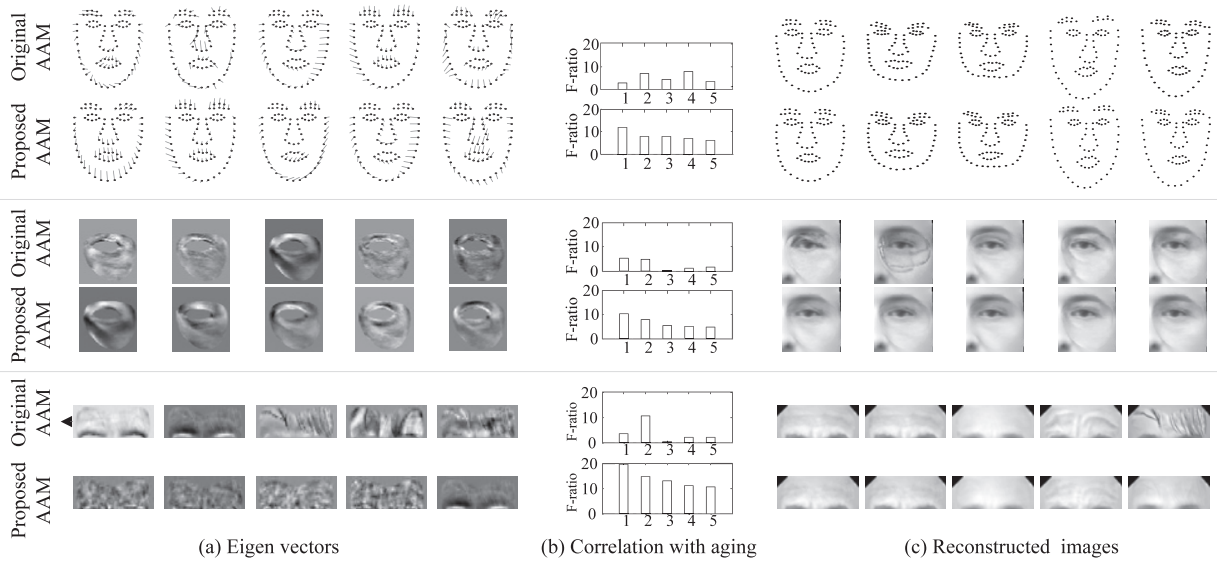 Original
AAM
Proposed
AAM
F-ratio
20
10
0
1 2 3 4 5
F-ratio
20
10
0
1 2 3 4 5
Original
AAM
Proposed
AAM
F-ratio
20
10
0
1 2 3 4 5
F-ratio
20
10
0
1 2 3 4 5
Original
AAM
Proposed
AAM
F-ratio
20
10
0
1 2 3 4 5
F-ratio
20
10
0
1 2 3 4 5
(a) Eigen vectors
(b) Correlation with aging
(c) Reconstructed images